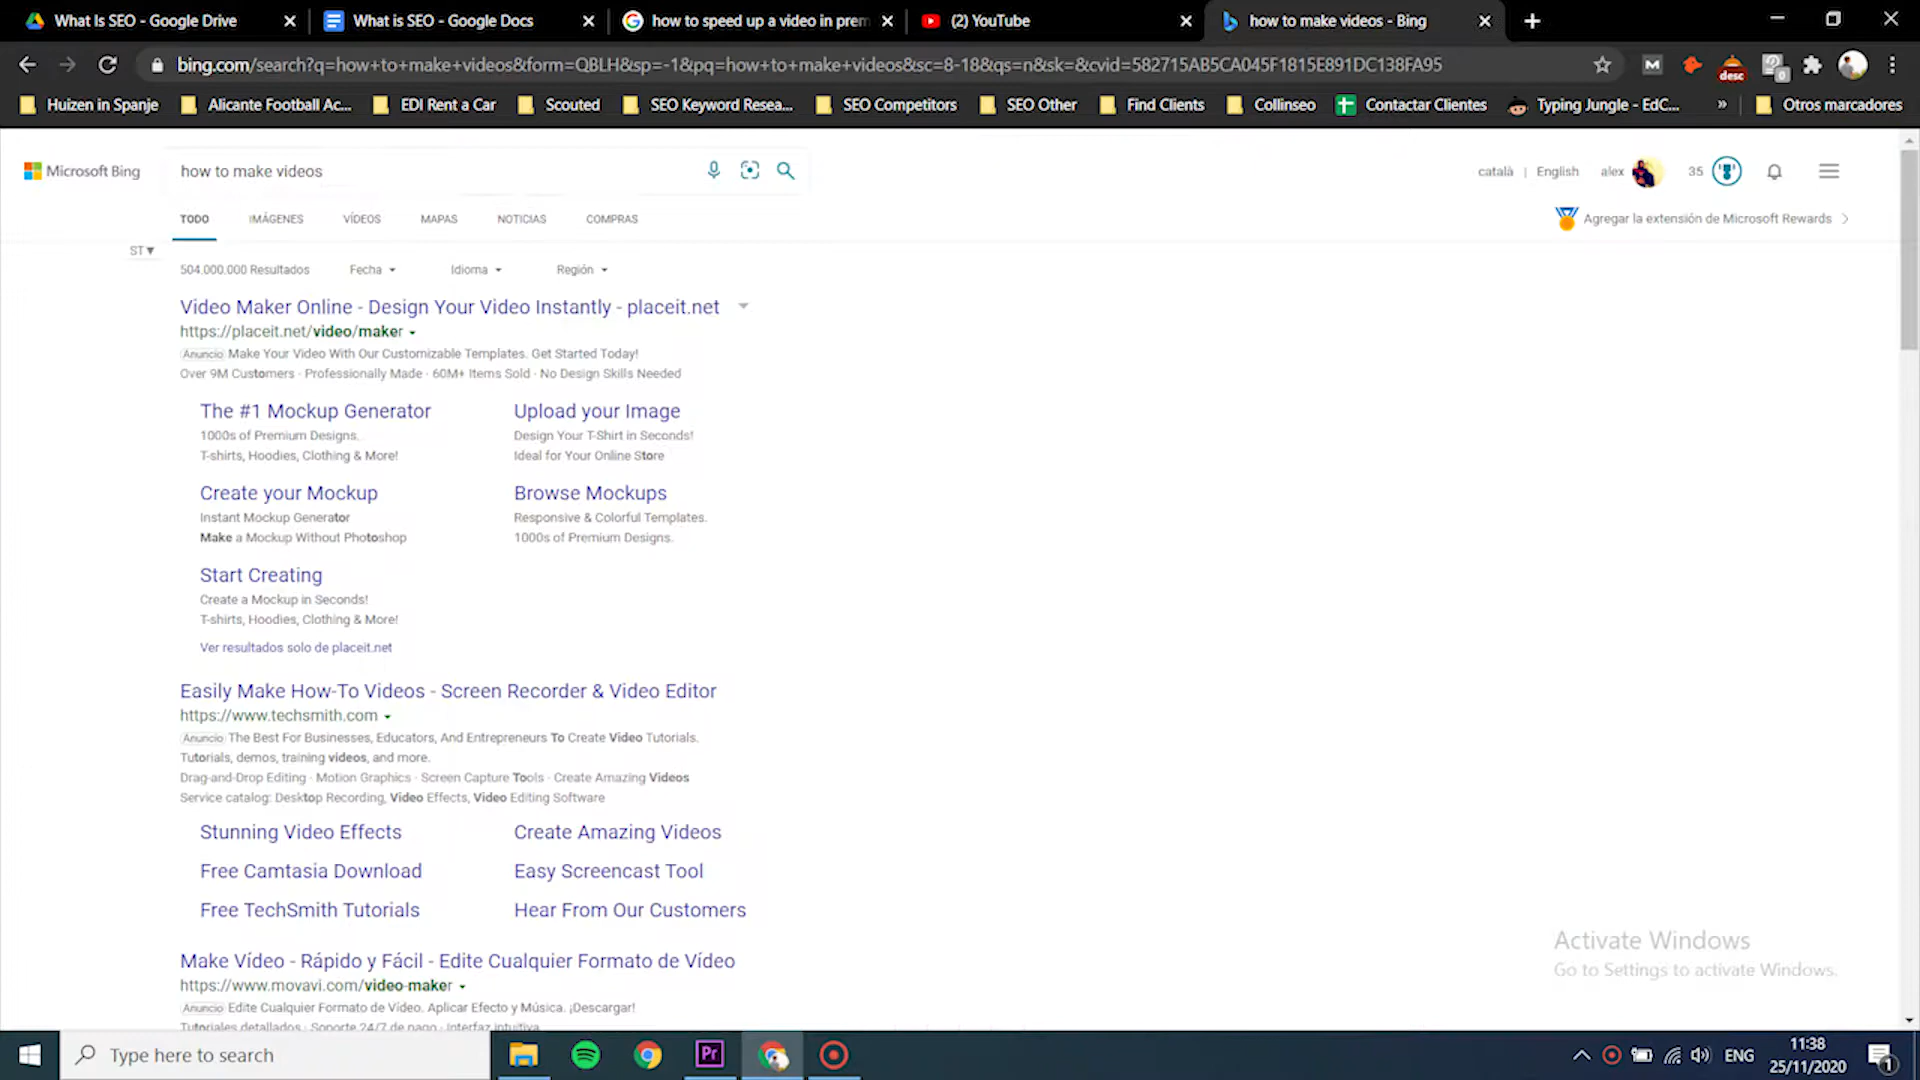 What Is SEO - Google Drive
What is SEO - Google Docs
how to speed up a video in prem
(2) YouTube
how to make videos - Bing
bing.com/search?q=how+to+make+videos&form=QBLH&sp=-1&pq=how+to+make+videos&sc=8-18&qs=n&sk=&cvid=582715AB5CA045F1815E891DC138FA95
M
desc
0
Huizen in Spanje
Alicante Football Ac...
EDI Rent a Car
Scouted
SEO Keyword Resea...
SEO Competitors
SEO Other
Find Clients
Collinseo
Contactar Clientes
Typing Jungle - EdC...
»
Otros marcadores
Microsoft Bing
how to make videos
català | English
alex
35
TODO
IMÁGENES
VÍDEOS
MAPAS
NOTICIAS
COMPRAS
Agregar la extensión de Microsoft Rewards
ST
504.000.000 Resultados
Fecha
Idioma
Región
Video Maker Online - Design Your Video Instantly - placeit.net
https://placeit.net/video/maker
Anuncio Make Your Video With Our Customizable Templates. Get Started Today!
Over 9M Customers · Professionally Made · 60M+ Items Sold · No Design Skills Needed
The #1 Mockup Generator
1000s of Premium Designs.
T-shirts, Hoodies, Clothing & More!
Upload your Image
Design Your T-Shirt in Seconds!
Ideal for Your Online Store
Create your Mockup
Instant Mockup Generator
Make a Mockup Without Photoshop
Browse Mockups
Responsive & Colorful Templates.
1000s of Premium Designs.
Start Creating
Create a Mockup in Seconds!
T-shirts, Hoodies, Clothing & More!
Ver resultados solo de placeit.net
Easily Make How-To Videos - Screen Recorder & Video Editor
https://www.techsmith.com
Anuncio The Best For Businesses, Educators, And Entrepreneurs To Create Video Tutorials.
Tutorials, demos, training videos, and more.
Drag-and-Drop Editing · Motion Graphics · Screen Capture Tools · Create Amazing Videos
Service catalog: Desktop Recording, Video Effects, Video Editing Software
Stunning Video Effects
Create Amazing Videos
Free Camtasia Download
Easy Screencast Tool
Free TechSmith Tutorials
Hear From Our Customers
Make Vídeo - Rápido y Fácil - Edite Cualquier Formato de Vídeo
https://www.movavi.com/video-maker
Anuncio Edite Cualquier Formato de Vídeo. Aplicar Efecto y Música. ¡Descargar!
Tutoriales detallados · Soporte 24/7 de pago · Interfaz intuitiva
Activate Windows
Go to Settings to activate Windows.
Type here to search
Pr
ENG
11:38
25/11/2020
1